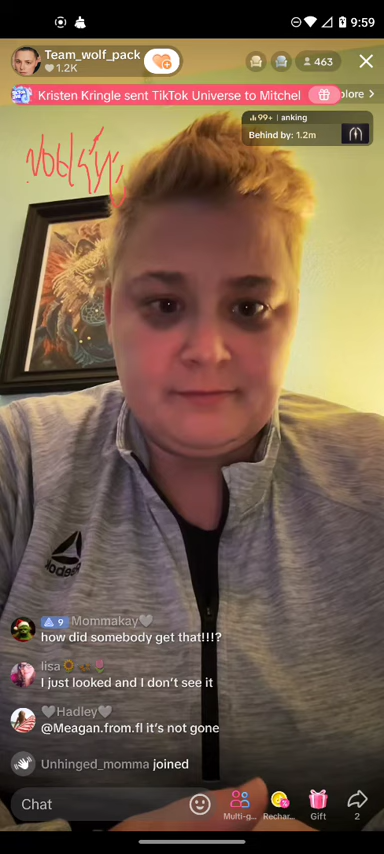 9:59
Team_wolf_pack
1.2K
463
Kristen Kringle sent TikTok Universe to Mitchel
plore >
99+ | anking
Behind by: 1.2m
9 Mommakay🤍
how did somebody get that!!!?
lisa
I just looked and I don't see it
🤍Hadley🤍
@Meagan.from.fl it's not gone
Unhinged_momma joined
Chat
Multi-g...
Rechar...
Gift
2